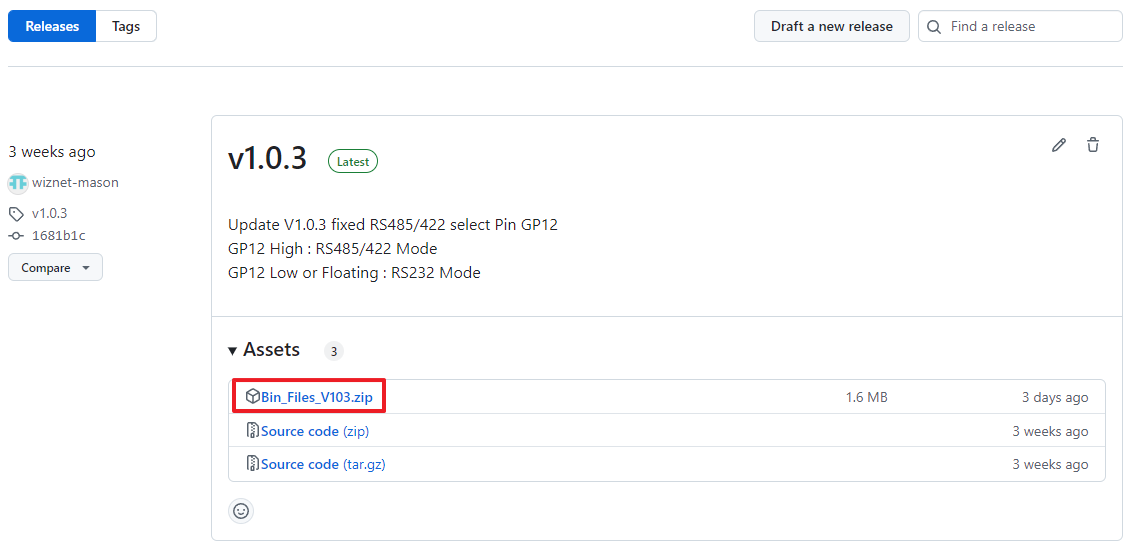 Releases Tags Draft a new release Find a release
3 weeks ago
wiznet-mason
v1.0.3
1681b1c
Compare
v1.0.3 Latest
Update V1.0.3 fixed RS485/422 select Pin GP12
GP12 High : RS485/422 Mode
GP12 Low or Floating : RS232 Mode
Assets 3
Bin_Files_V103.zip 1.6 MB 3 days ago
Source code (zip) 3 weeks ago
Source code (tar.gz) 3 weeks ago